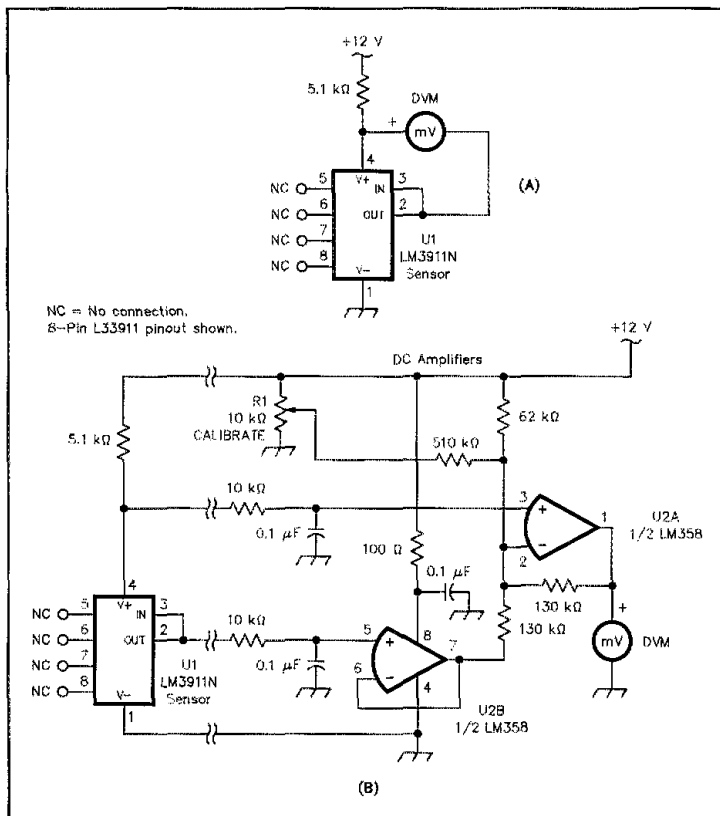 +12 V
5.1 kΩ
DVM
+
mV
4
V+
NC 5
IN 3
NC 6
OUT 2
NC 7
NC 8
V−
1
U1
LM3911N
Sensor
(A)
NC = No connection.
8-Pin L33911 pinout shown.
+12 V
DC Amplifiers
R1
10 kΩ
CALIBRATE
62 kΩ
5.1 kΩ
510 kΩ
10 kΩ
0.1 µF
3
+
−
2
1
U2A
1/2 LM358
100 Ω
0.1 µF
130 kΩ
130 kΩ
+
mV
DVM
4
V+
NC 5
IN 3
NC 6
OUT 2
NC 7
NC 8
V−
1
U1
LM3911N
Sensor
10 kΩ
0.1 µF
5
+
6
−
8
7
4
U2B
1/2 LM358
(B)